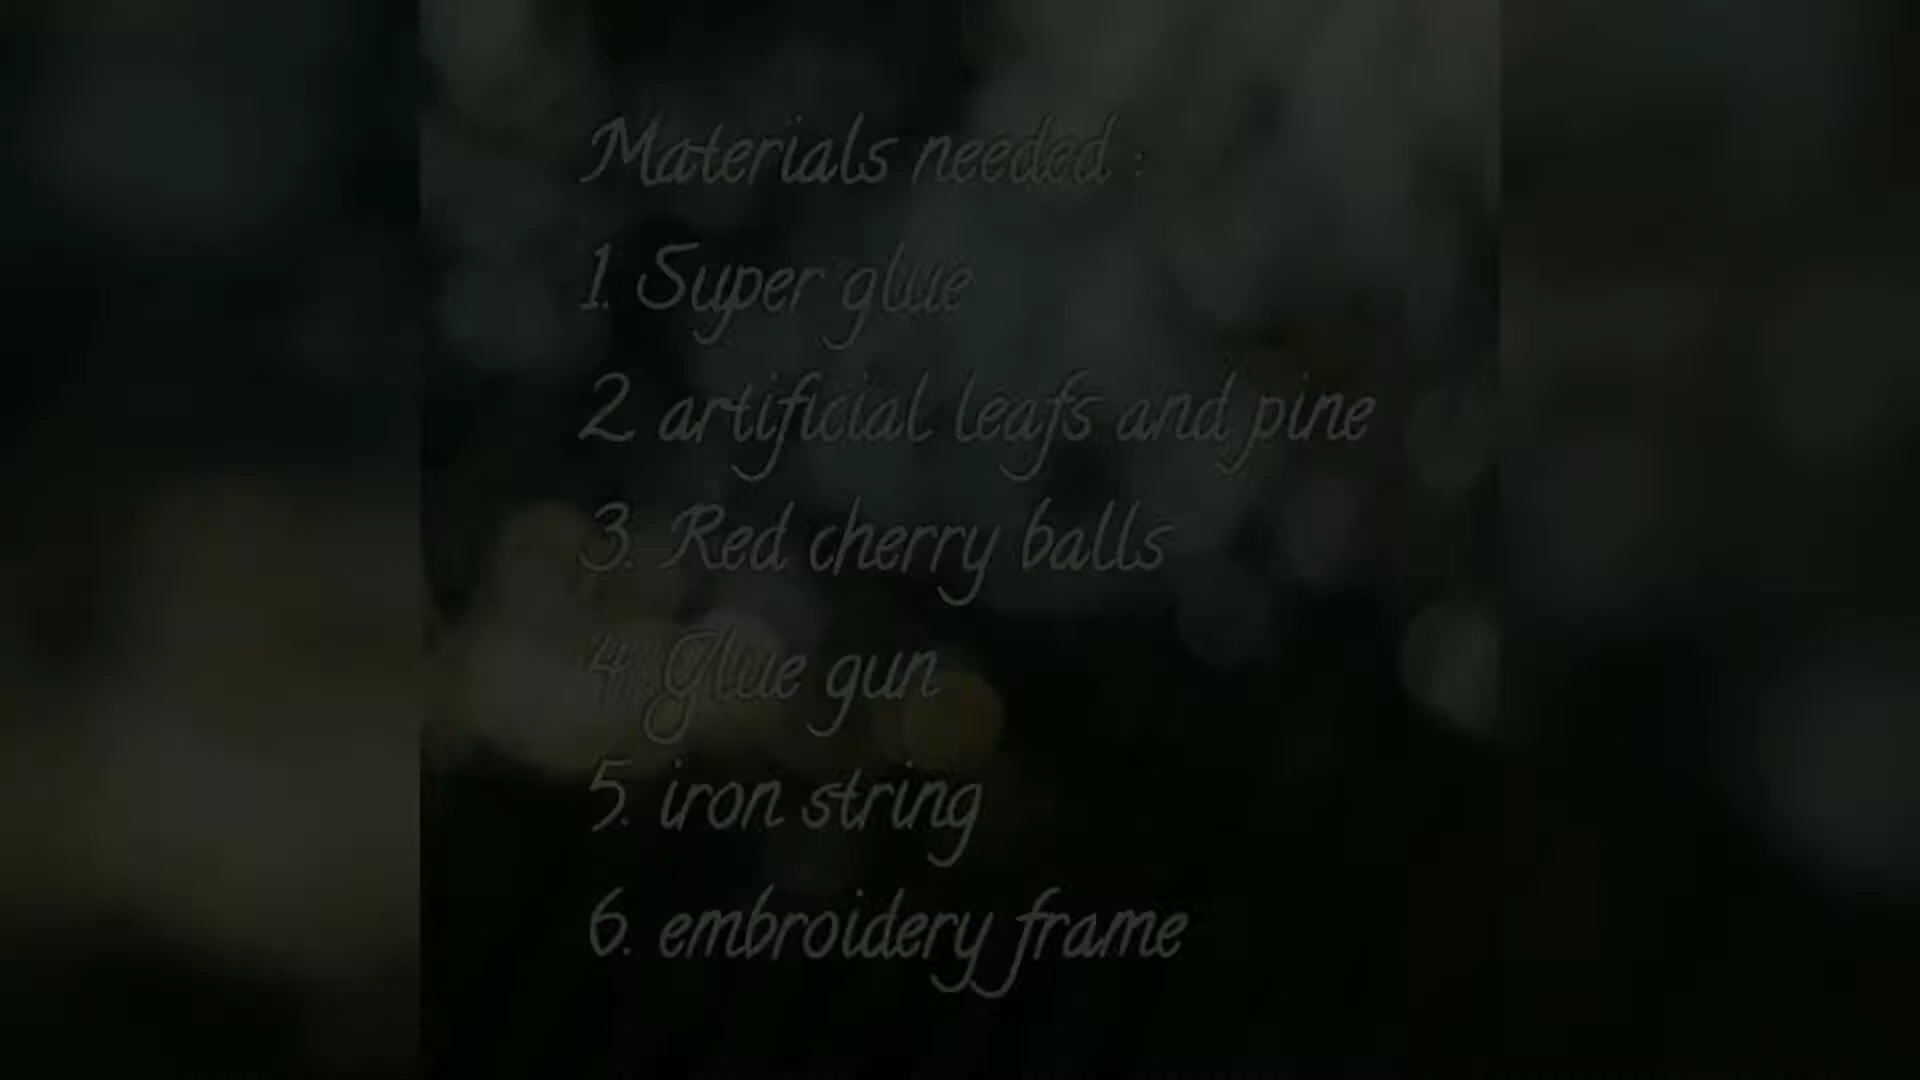 Materials needed :
1. Super glue
2 artificial leafs and pine
3. Red cherry balls
4. Glue gun
5. iron string
6. embroidery frame